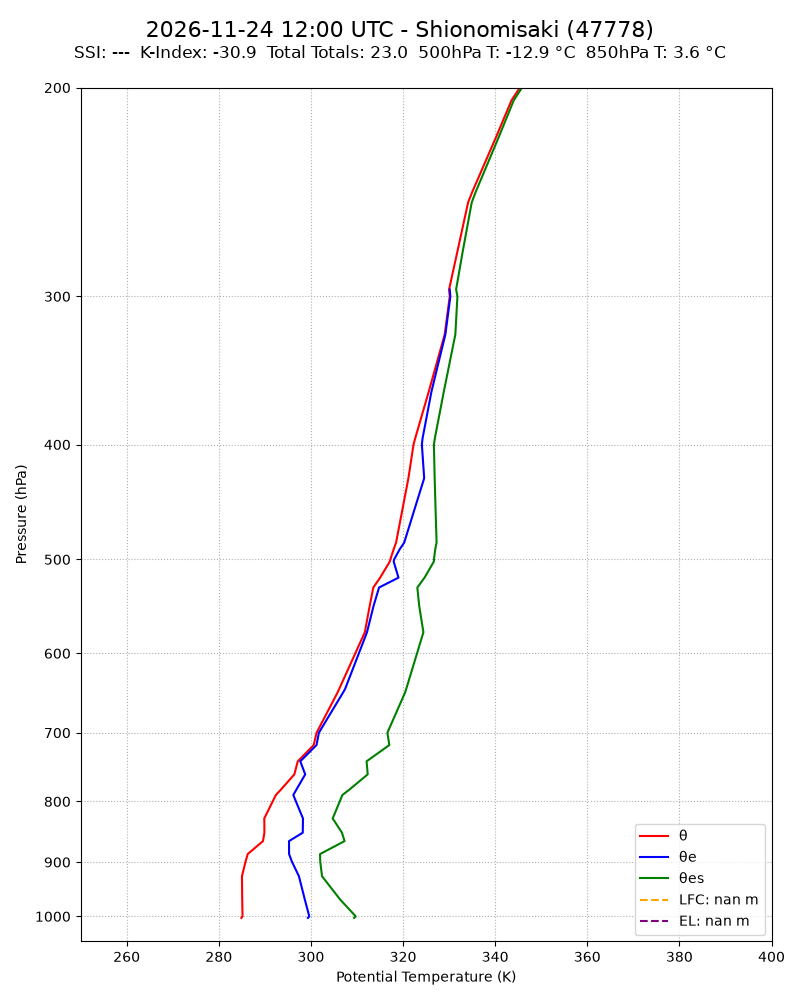 2026-11-24 12:00 UTC - Shionomisaki (47778)
SSI: --- K-Index: -30.9 Total Totals: 23.0 500hPa T: -12.9 °C 850hPa T: 3.6 °C
200
300
400
500
600
700
800
900
1000
Pressure (hPa)
260 280 300 320 340 360 380 400
Potential Temperature (K)
θ
θe
θes
LFC: nan m
EL: nan m